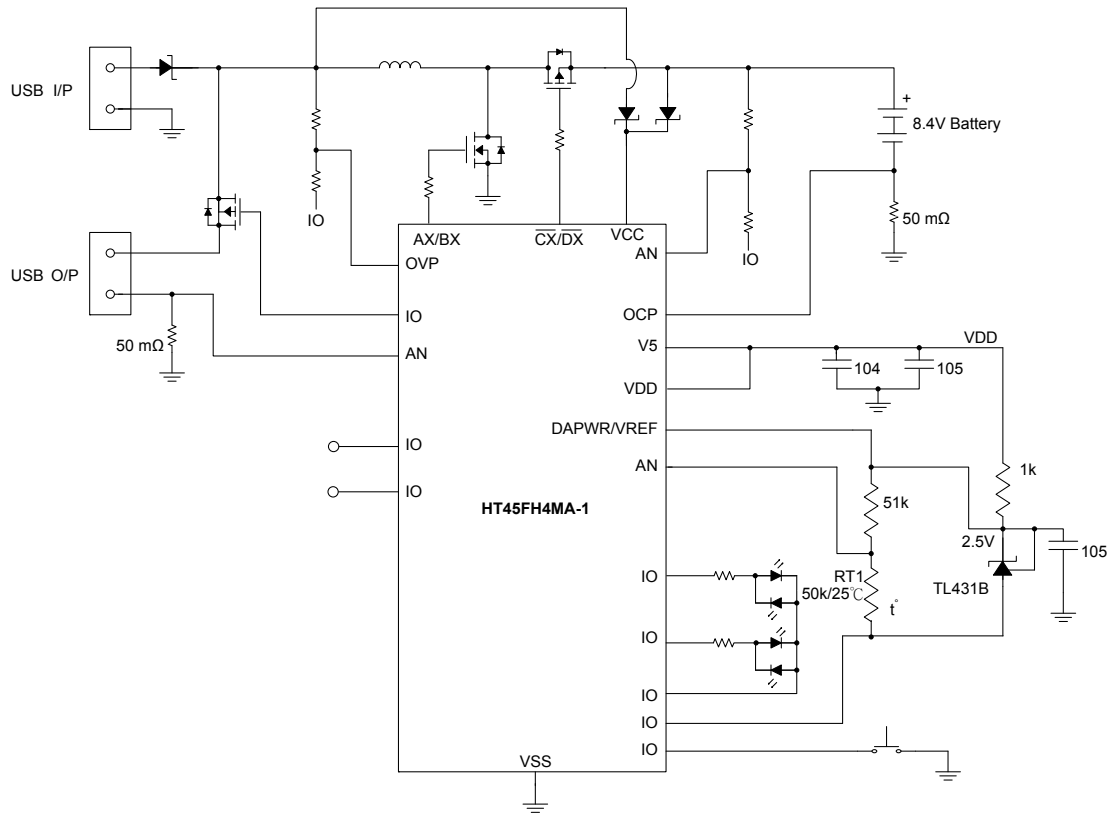 USB I/P
+
8.4V Battery
50 mΩ
IO
IO
AX/BX
CX/DX
VCC
AN
OVP
USB O/P
OCP
IO
50 mΩ
AN
V5
VDD
104
105
VDD
DAPWR/VREF
IO
AN
1k
IO
51k
HT45FH4MA-1
2.5V
105
IO
RT1
50k/25℃
t°
TL431B
IO
IO
IO
IO
VSS